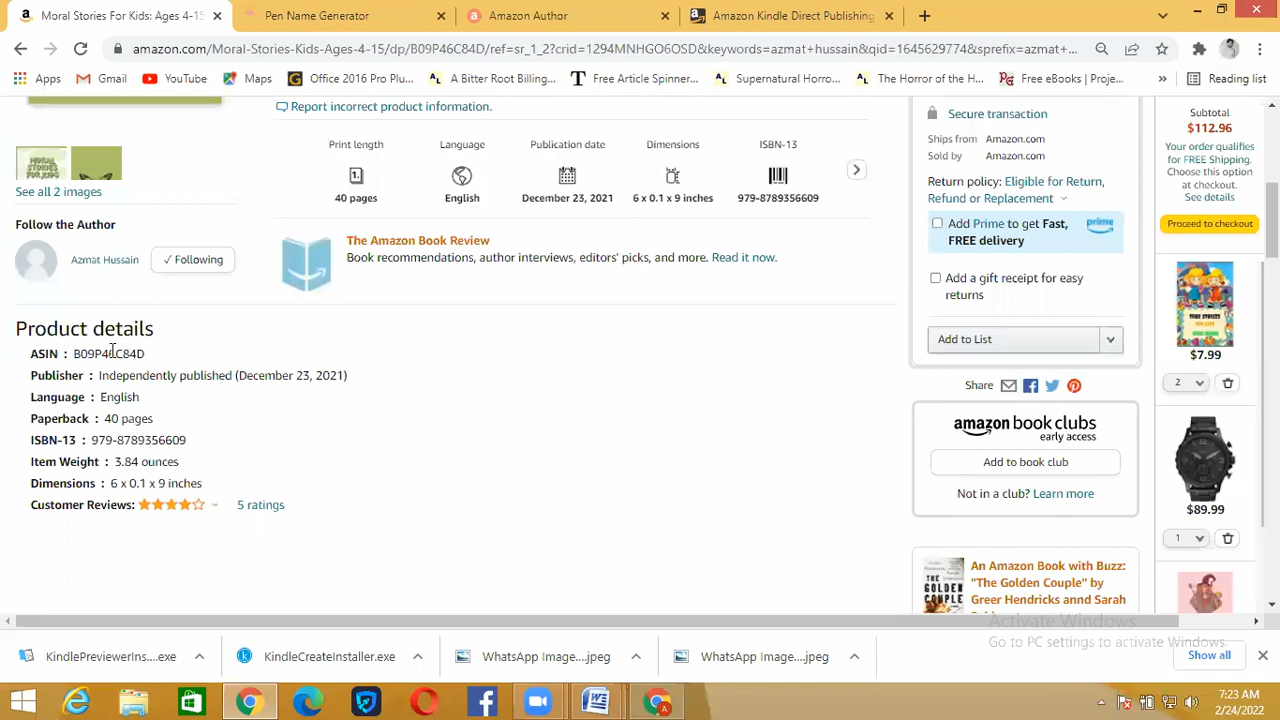 Moral Stories For Kids: Ages 4-15
Pen Name Generator
Amazon Author
Amazon Kindle Direct Publishing
amazon.com/Moral-Stories-Kids-Ages-4-15/dp/B09P46C84D/ref=sr_1_2?crid=1294MNHGO6OSD&keywords=azmat hussain&qid=1645629774&sprefix=azmat+...
Apps
Gmail
YouTube
Maps
Office 2016 Pro Plu...
A Bitter Root Billing...
Free Article Spinner...
Supernatural Horro...
The Horror of the H...
Free eBooks | Proje...
Reading list
Report incorrect product information.
Print length
Language
Publication date
Dimensions
ISBN-13
40 pages
English
December 23, 2021
6 x 0.1 x 9 inches
979-8789356609
MORAL
STORIES
FOR KIDS
See all 2 images
Follow the Author
Azmat Hussain
✓ Following
The Amazon Book Review
Book recommendations, author interviews, editors' picks, and more. Read it now.
Product details
ASIN : B09P46C84D
Publisher : Independently published (December 23, 2021)
Language : English
Paperback : 40 pages
ISBN-13 : 979-8789356609
Item Weight : 3.84 ounces
Dimensions : 6 x 0.1 x 9 inches
Customer Reviews:
5 ratings
Secure transaction
Ships from Amazon.com
Sold by Amazon.com
Return policy: Eligible for Return,
Refund or Replacement
Add Prime to get Fast,
FREE delivery
prime
Add a gift receipt for easy
returns
Add to List
Share
amazon book clubs
early access
Add to book club
Not in a club? Learn more
An Amazon Book with Buzz:
"The Golden Couple" by
Greer Hendricks annd Sarah
THE
GOLDEN
COUPLE
Subtotal
$112.96
Your order qualifies
for FREE Shipping.
Choose this option
at checkout.
See details
Proceed to checkout
$7.99
2
$89.99
1
Activate Windows
Go to PC settings to activate Windows.
KindlePreviewerIns....exe
KindleCreateInstaller.exe
WhatsApp Image....jpeg
WhatsApp Image....jpeg
Show all
7:23 AM
2/24/2022